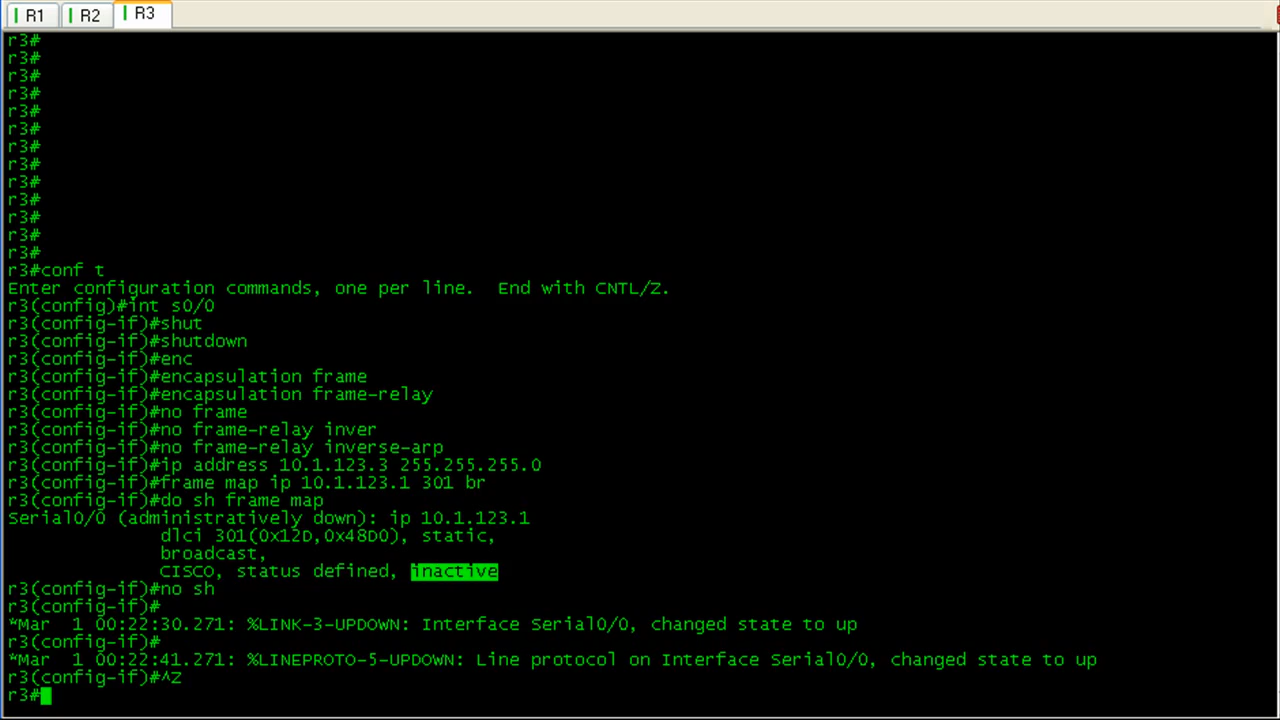 R1 R2 R3
r3#
r3#
r3#
r3#
r3#
r3#
r3#
r3#
r3#
r3#
r3#
r3#
r3#
r3#conf t
Enter configuration commands, one per line.  End with CNTL/Z.
r3(config)#int s0/0
r3(config-if)#shut
r3(config-if)#shutdown
r3(config-if)#enc
r3(config-if)#encapsulation frame
r3(config-if)#encapsulation frame-relay
r3(config-if)#no frame
r3(config-if)#no frame-relay inver
r3(config-if)#no frame-relay inverse-arp
r3(config-if)#ip address 10.1.123.3 255.255.255.0
r3(config-if)#frame map ip 10.1.123.1 301 br
r3(config-if)#do sh frame map
Serial0/0 (administratively down): ip 10.1.123.1
dlci 301(0x12D,0x48D0), static,
broadcast,
CISCO, status defined, inactive
r3(config-if)#no sh
r3(config-if)#
*Mar  1 00:22:30.271: %LINK-3-UPDOWN: Interface Serial0/0, changed state to up
r3(config-if)#
*Mar  1 00:22:41.271: %LINEPROTO-5-UPDOWN: Line protocol on Interface Serial0/0, changed state to up
r3(config-if)#^Z
r3#